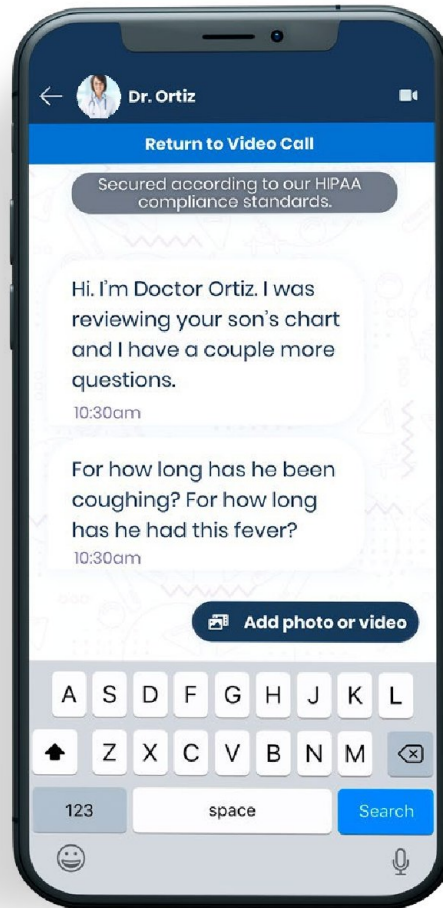 Dr. Ortiz
Return to Video Call
Secured according to our HIPAA
compliance standards.
Hi. I'm Doctor Ortiz. I was
reviewing your son's chart
and I have a couple more
questions.
10:30am
For how long has he been
coughing? For how long
has he had this fever?
10:30am
Add photo or video
A S D F G H J K L
Z X C V B N M
123 space Search